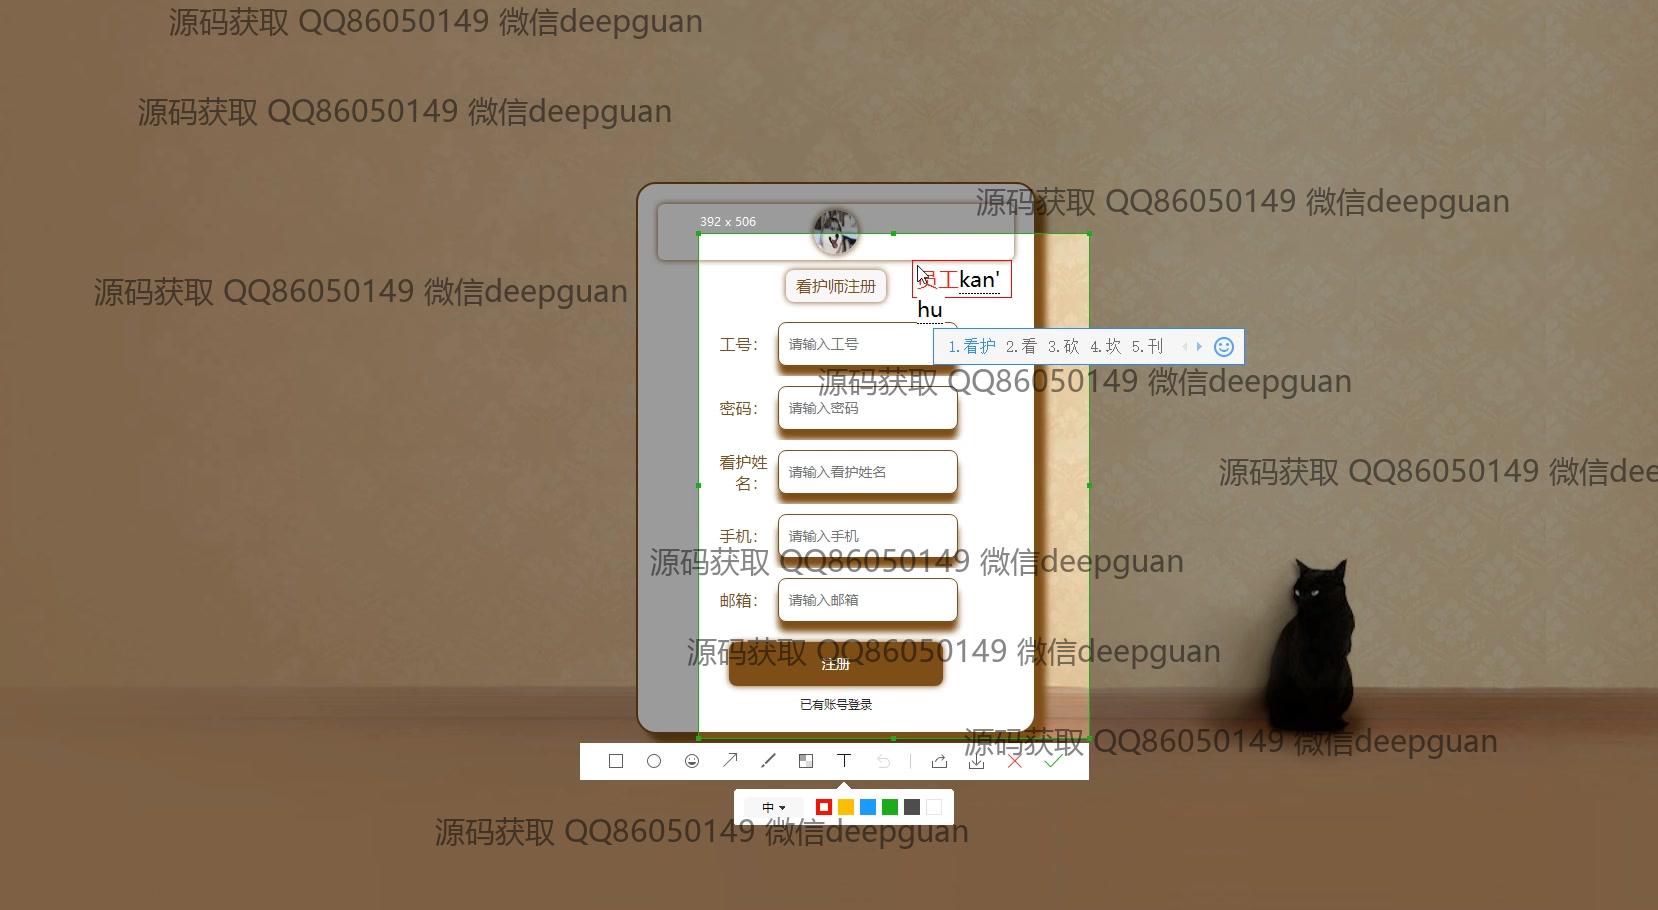 源码获取 QQ86050149 微信deepguan
源码获取 QQ86050149 微信deepguan
源码获取 QQ86050149 微信deepguan
392 x 506
源码获取 QQ86050149 微信deepguan
看护师注册
员工kan'
hu
工号：
请输入工号
1.看护 2.看 3.砍 4.坎 5.刊
源码获取 QQ86050149 微信deepguan
密码：
请输入密码
看护姓
名：
请输入看护姓名
源码获取 QQ86050149 微信deepe
手机：
请输入手机
源码获取 QQ86050149 微信deepguan
邮箱：
请输入邮箱
源码获取 QQ86050149 微信deepguan
注册
已有账号登录
源码获取 QQ86050149 微信deepguan
T
中
源码获取 QQ86050149 微信deepguan